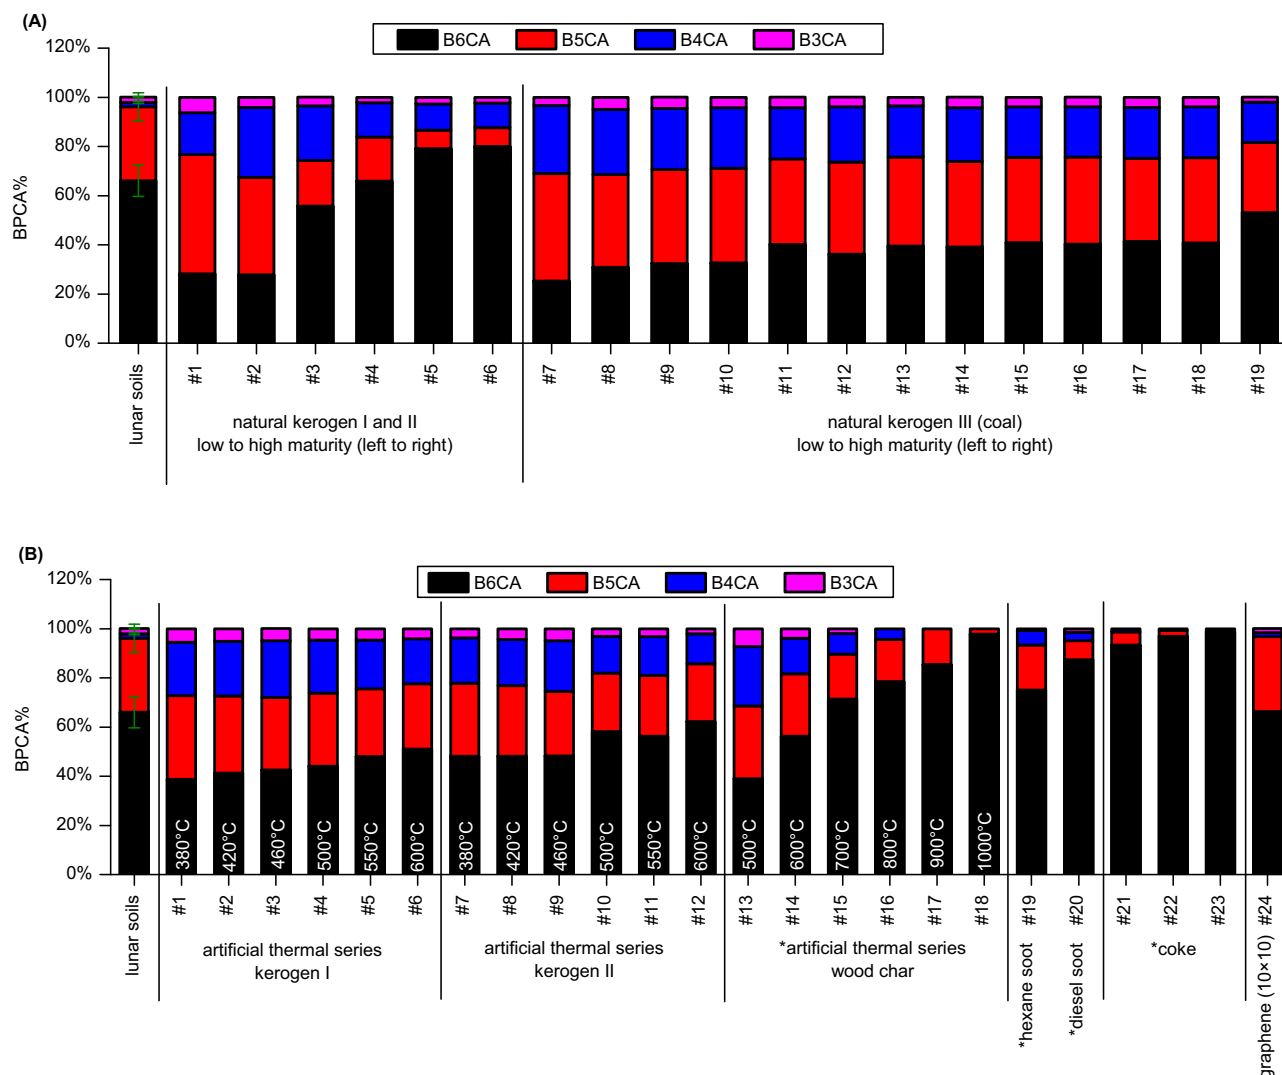 (A)
B6CA B5CA B4CA B3CA
120%
100%
80%
60%
40%
20%
0%
BPCA%
lunar soils
#1 #2 #3 #4 #5 #6 #7 #8 #9 #10 #11 #12 #13 #14 #15 #16 #17 #18 #19
natural kerogen I and II
low to high maturity (left to right)
natural kerogen III (coal)
low to high maturity (left to right)
(B)
B6CA B5CA B4CA B3CA
120%
100%
80%
60%
40%
20%
0%
BPCA%
380°C 420°C 460°C 500°C 550°C 600°C 380°C 420°C 460°C 500°C 550°C 600°C 500°C 600°C 700°C 800°C 900°C 1000°C
lunar soils
#1 #2 #3 #4 #5 #6 #7 #8 #9 #10 #11 #12 #13 #14 #15 #16 #17 #18 #19 #20 #21 #22 #23 #24
artificial thermal series
kerogen I
artificial thermal series
kerogen II
*artificial thermal series
wood char
*hexane soot
*diesel soot
*coke
graphene (10×10)